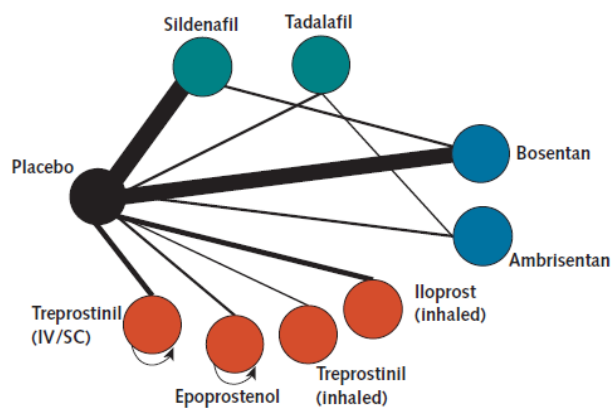 Sildenafil
Tadalafil
Placebo
Bosentan
Ambrisentan
Iloprost
(inhaled)
Treprostinil
(IV/SC)
Treprostinil
(inhaled)
Epoprostenol